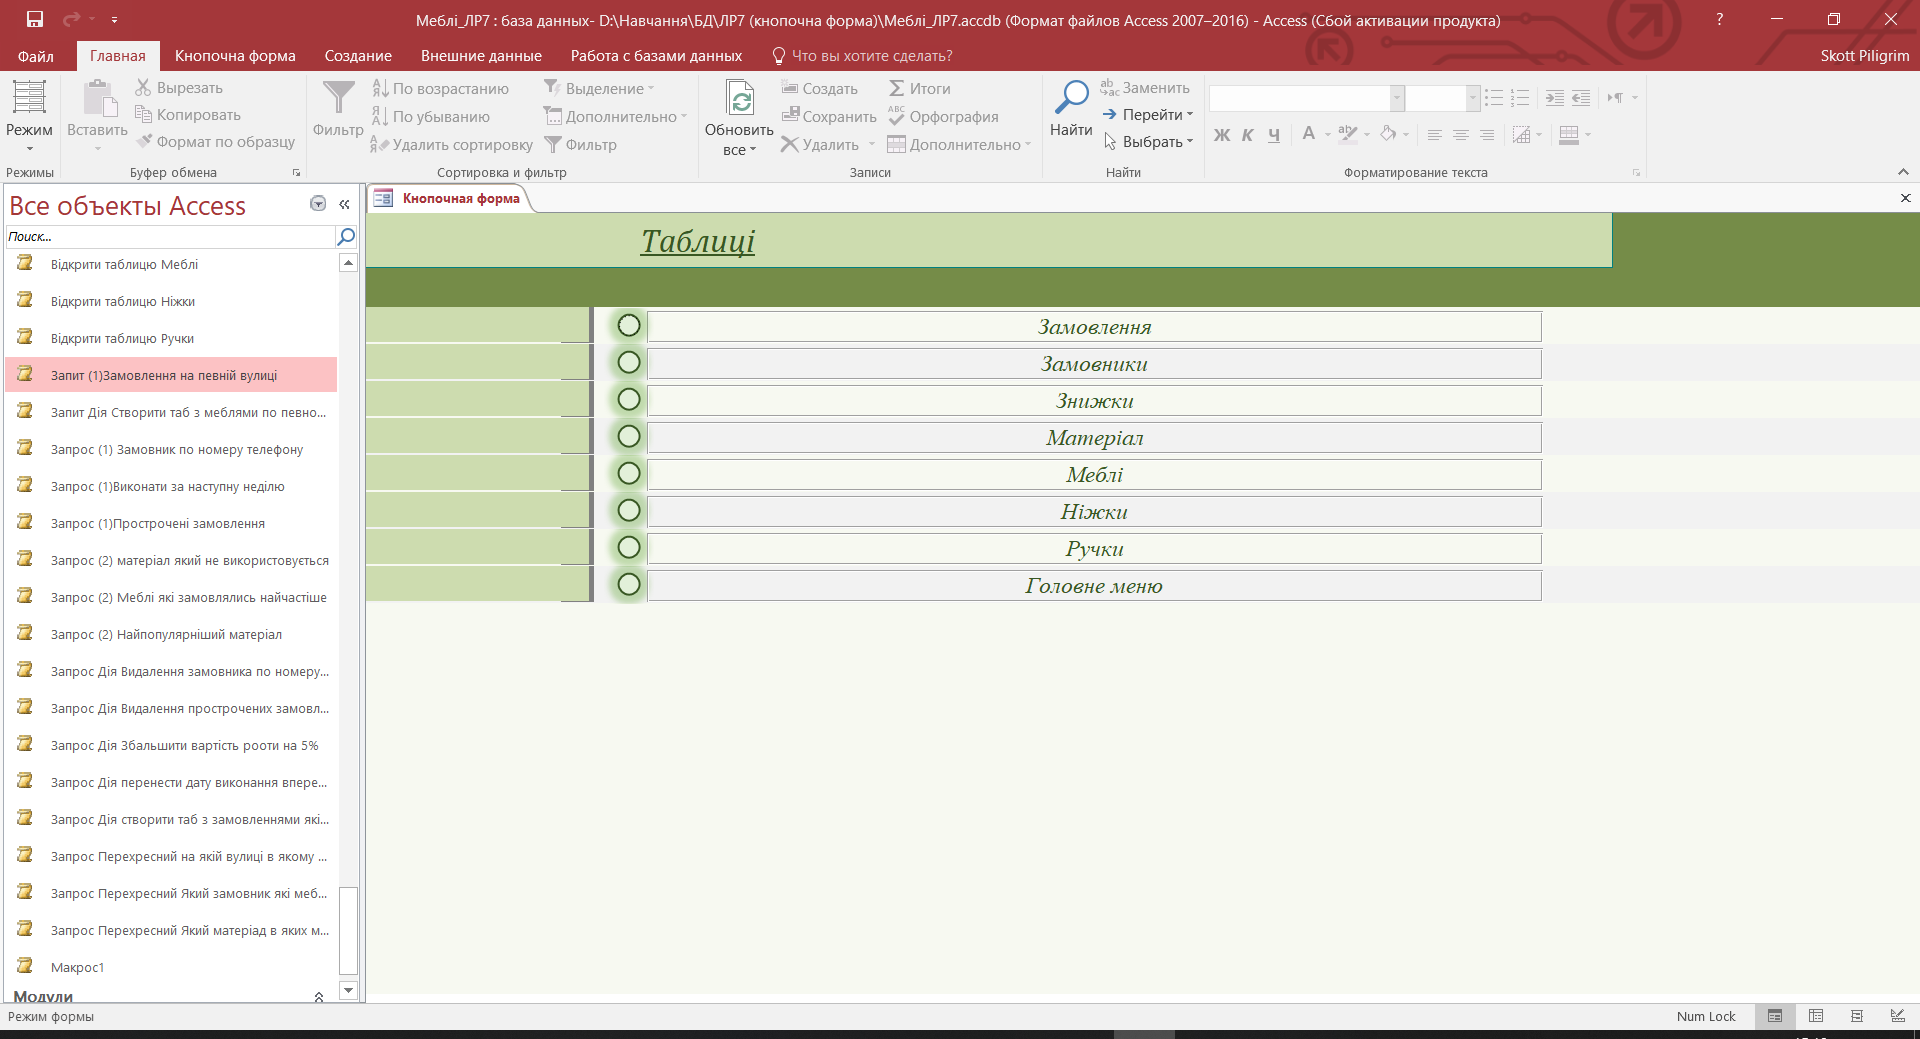 Меблі_ЛР7 : база данных- D:\Навчання\БД\ЛР7 (кнопочна форма)\Меблі_ЛР7.accdb (Формат файлов Access 2007–2016) - Access (Сбой активации продукта)
?
Файл
Главная
Кнопочна форма
Создание
Внешние данные
Работа с базами данных
Что вы хотите сделать?
Skott Piligrim
Режим
Режимы
Вставить
Вырезать
Копировать
Формат по образцу
Буфер обмена
Фильтр
По возрастанию
По убыванию
Удалить сортировку
Выделение
Дополнительно
Фильтр
Сортировка и фильтр
Обновить
все
Создать
Сохранить
Удалить
Итоги
Орфография
Дополнительно
Записи
Найти
Заменить
Перейти
Выбрать
Найти
Ж К Ч А
Форматирование текста
Все объекты Access
Поиск...
Відкрити таблицю Меблі
Відкрити таблицю Ніжки
Відкрити таблицю Ручки
Запит (1)Замовлення на певній вулиці
Запит Дія Створити таб з меблями по певно...
Запрос (1) Замовник по номеру телефону
Запрос (1)Виконати за наступну неділю
Запрос (1)Прострочені замовлення
Запрос (2) матеріал який не використовується
Запрос (2) Меблі які замовлялись найчастіше
Запрос (2) Найпопулярніший матеріал
Запрос Дія Видалення замовника по номеру...
Запрос Дія Видалення прострочених замовл...
Запрос Дія Збальшити вартість рооти на 5%
Запрос Дія перенести дату виконання впере...
Запрос Дія створити таб з замовленнями які...
Запрос Перехресний на якій вулиці в якому ...
Запрос Перехресний Який замовник які меб...
Запрос Перехресний Який матеріад в яких м...
Макрос1
Модули
Кнопочная форма
Таблиці
Замовлення
Замовники
Знижки
Матеріал
Меблі
Ніжки
Ручки
Головне меню
Режим формы
Num Lock